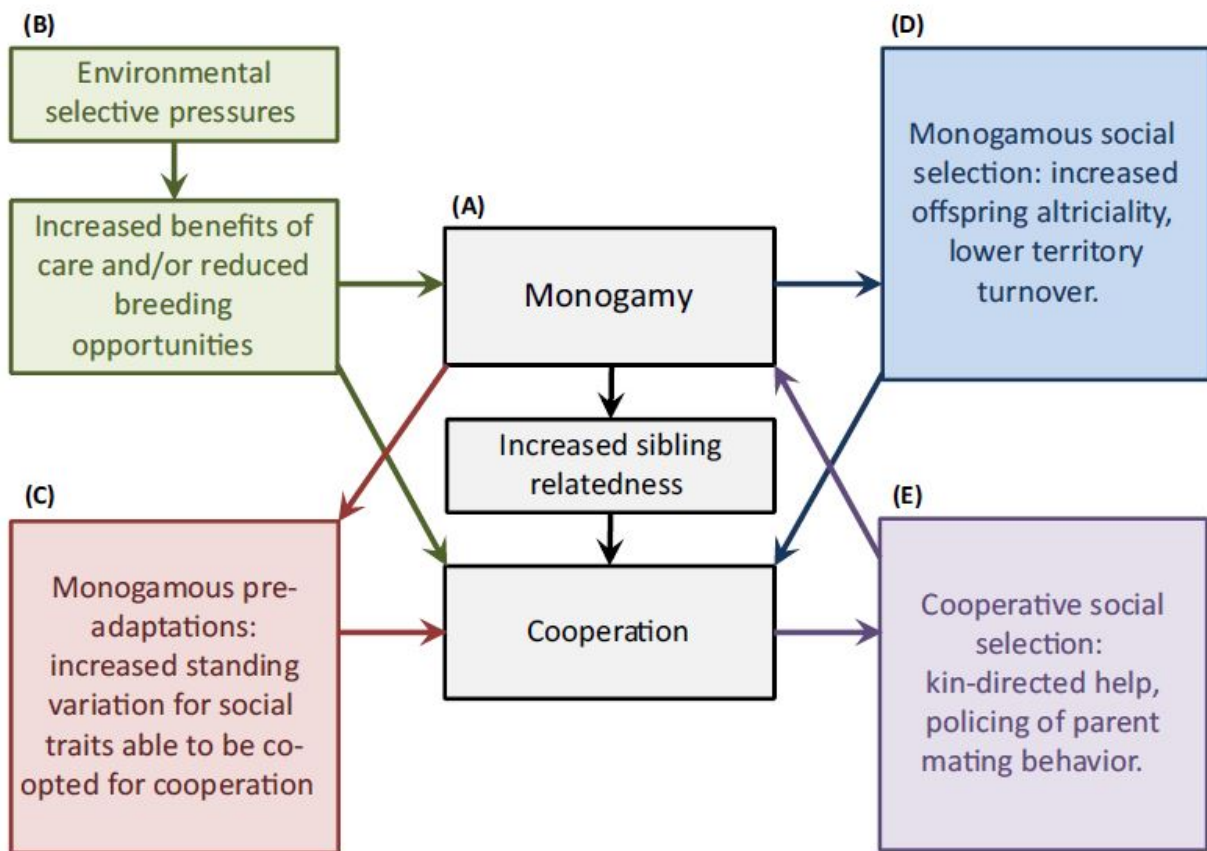 (B)
Environmental
selective pressures
Increased benefits of
care and/or reduced
breeding
opportunities
(A)
Monogamy
Increased sibling
relatedness
Cooperation
(C)
Monogamous pre-
adaptations:
increased standing
variation for social
traits able to be co-
opted for cooperation
(D)
Monogamous social
selection: increased
offspring altriciality,
lower territory
turnover.
(E)
Cooperative social
selection:
kin-directed help,
policing of parent
mating behavior.